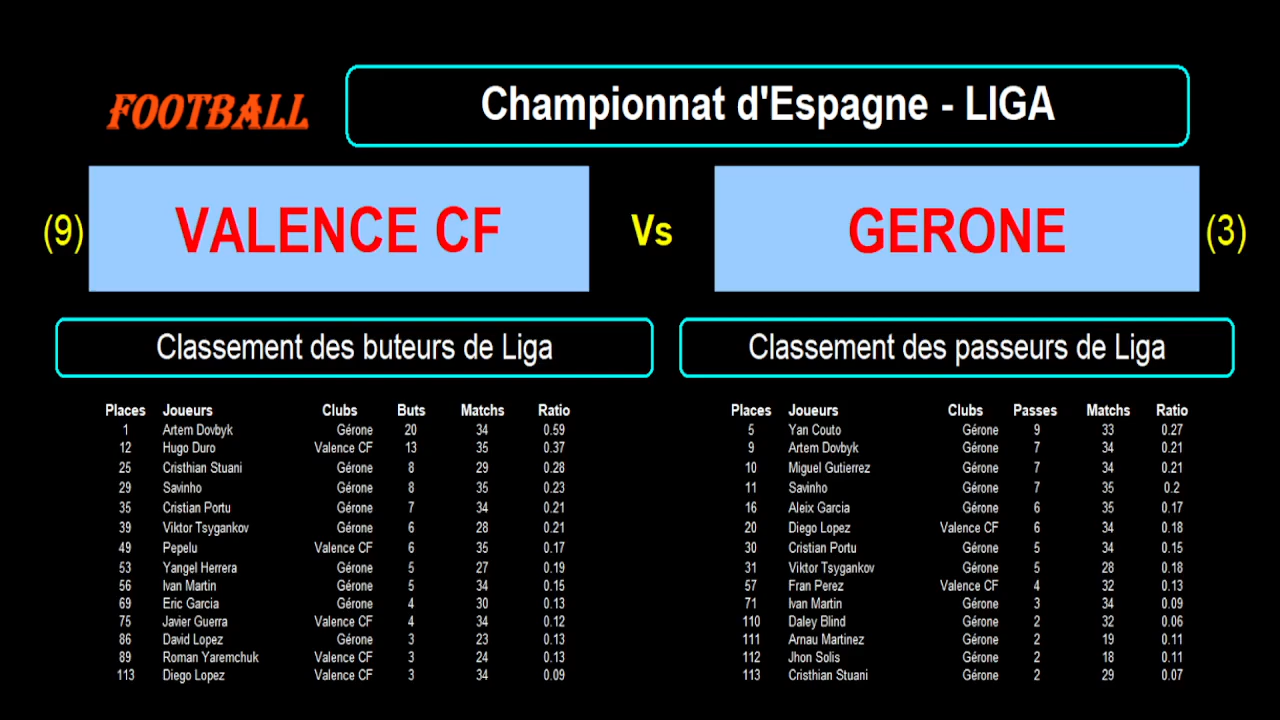 FOOTBALL
Championnat d'Espagne - LIGA
(9) VALENCE CF Vs GERONE (3)
Classement des buteurs de Liga
Places Joueurs Clubs Buts Matchs Ratio
1 Artem Dovbyk Gérone 20 34 0.59
12 Hugo Duro Valence CF 13 35 0.37
25 Cristhian Stuani Gérone 8 29 0.28
29 Savinho Gérone 8 35 0.23
35 Cristian Portu Gérone 7 34 0.21
39 Viktor Tsygankov Gérone 6 28 0.21
49 Pepelu Valence CF 6 35 0.17
53 Yangel Herrera Gérone 5 27 0.19
56 Ivan Martin Gérone 5 34 0.15
69 Eric Garcia Gérone 4 30 0.13
75 Javier Guerra Valence CF 4 34 0.12
86 David Lopez Gérone 3 23 0.13
89 Roman Yaremchuk Valence CF 3 24 0.13
113 Diego Lopez Valence CF 3 34 0.09
Classement des passeurs de Liga
Places Joueurs Clubs Passes Matchs Ratio
5 Yan Couto Gérone 9 33 0.27
9 Artem Dovbyk Gérone 7 34 0.21
10 Miguel Gutierrez Gérone 7 34 0.21
11 Savinho Gérone 7 35 0.2
16 Aleix Garcia Gérone 6 35 0.17
20 Diego Lopez Valence CF 6 34 0.18
30 Cristian Portu Gérone 5 34 0.15
31 Viktor Tsygankov Gérone 5 28 0.18
57 Fran Perez Valence CF 4 32 0.13
71 Ivan Martin Gérone 3 34 0.09
110 Daley Blind Gérone 2 32 0.06
111 Arnau Martinez Gérone 2 19 0.11
112 Jhon Solis Gérone 2 18 0.11
113 Cristhian Stuani Gérone 2 29 0.07